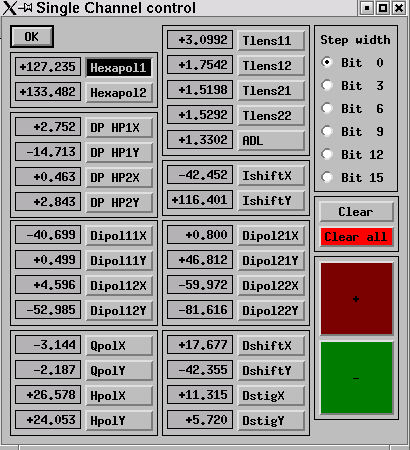 Single Channel control
OK
+127.235 Hexapol1
+133.482 Hexapol2
+2.752 DP HP1X
-14.713 DP HP1Y
+0.463 DP HP2X
+2.843 DP HP2Y
-40.699 Dipol11X
+0.499 Dipol11Y
+4.596 Dipol12X
-52.985 Dipol12Y
-3.144 QpolX
-2.187 QpolY
+26.578 HpolX
+24.053 HpolY
+3.0992 Tlens11
+1.7542 Tlens12
+1.5198 Tlens21
+1.5292 Tlens22
+1.3302 ADL
-42.452 IshiftX
+116.401 IshiftY
+0.800 Dipol21X
+46.812 Dipol21Y
-59.972 Dipol22X
-81.616 Dipol22Y
+17.677 DshiftX
-42.355 DshiftY
+11.315 DstigX
+5.720 DstigY
Step width
Bit 0
Bit 3
Bit 6
Bit 9
Bit 12
Bit 15
Clear
Clear all
+
-